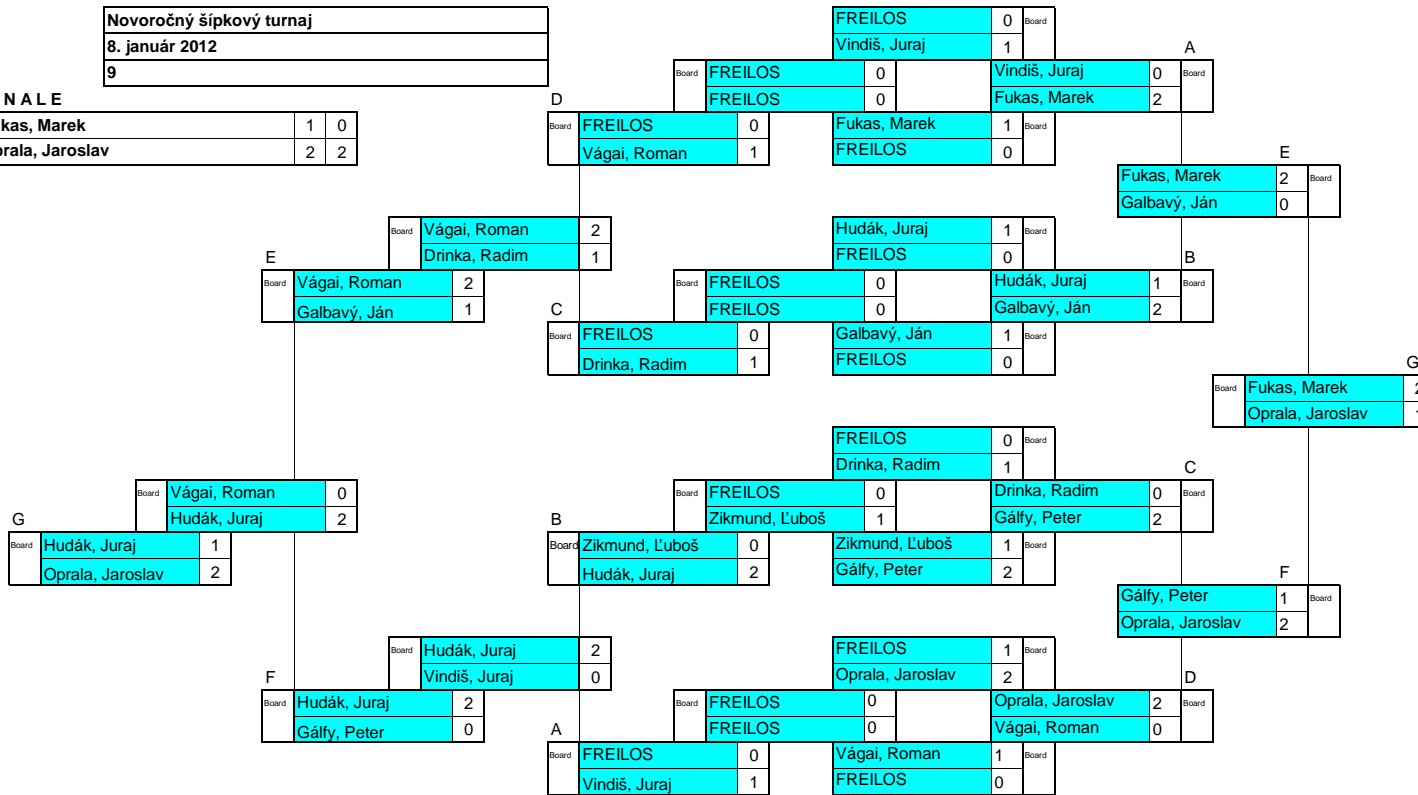 Novoročný šípkový turnaj
8. január 2012
9
N A L E
kas, Marek 1 0
prala, Jaroslav 2 2
FREILOS 0 Board
Vindiš, Juraj 1
A
Board FREILOS 0
FREILOS 0
Vindiš, Juraj 0 Board
Fukas, Marek 2
D
Board FREILOS 0
Vágai, Roman 1
Fukas, Marek 1 Board
FREILOS 0
E
Fukas, Marek 2 Board
Galbavý, Ján 0
Board Vágai, Roman 2
Drinka, Radim 1
Hudák, Juraj 1 Board
FREILOS 0
E
Board Vágai, Roman 2
Galbavý, Ján 1
Board FREILOS 0
FREILOS 0
B
Hudák, Juraj 1 Board
Galbavý, Ján 2
C
Board FREILOS 0
Drinka, Radim 1
Galbavý, Ján 1 Board
FREILOS 0
G
Board Fukas, Marek 2
Oprala, Jaroslav 1
FREILOS 0 Board
Drinka, Radim 1
C
Board Vágai, Roman 0
Hudák, Juraj 2
Board FREILOS 0
Zikmund, Ľuboš 1
Drinka, Radim 0 Board
Gálfy, Peter 2
G
Board Hudák, Juraj 1
Oprala, Jaroslav 2
B
Board Zikmund, Ľuboš 0
Hudák, Juraj 2
Zikmund, Ľuboš 1 Board
Gálfy, Peter 2
F
Gálfy, Peter 1 Board
Oprala, Jaroslav 2
Board Hudák, Juraj 2
Vindiš, Juraj 0
FREILOS 1 Board
Oprala, Jaroslav 2
F
Board Hudák, Juraj 2
Gálfy, Peter 0
Board FREILOS 0
FREILOS 0
D
Oprala, Jaroslav 2 Board
Vágai, Roman 0
A
Board FREILOS 0
Vindiš, Juraj 1
Vágai, Roman 1 Board
FREILOS 0